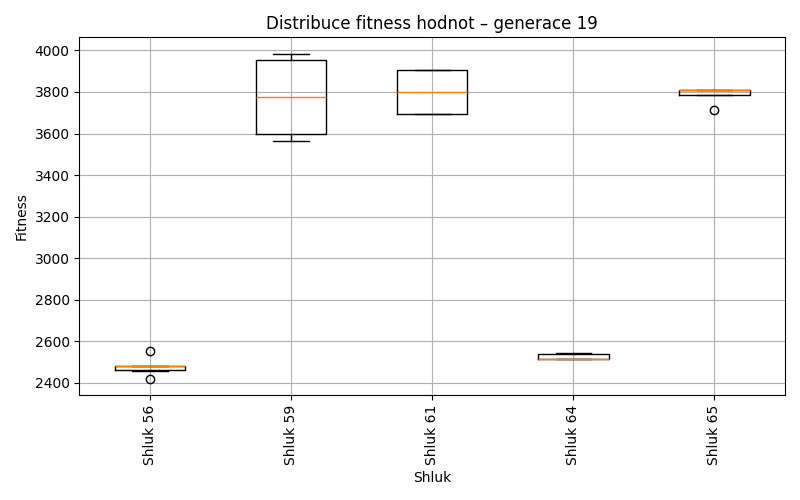 Distribuce fitness hodnot – generace 19
Fitness
4000
3800
3600
3400
3200
3000
2800
2600
2400
Shluk 56
Shluk 59
Shluk 61
Shluk 64
Shluk 65
Shluk